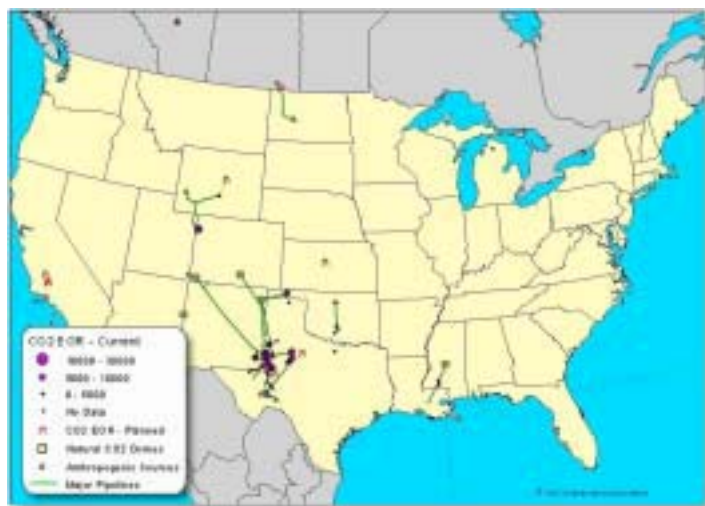 CO2 EOR - Current
10000 - 30000
5000 - 10000
0 - 5000
No Data
CO2 EOR - Planned
Natural CO2 Domes
Anthropogenic Sources
Major Pipelines